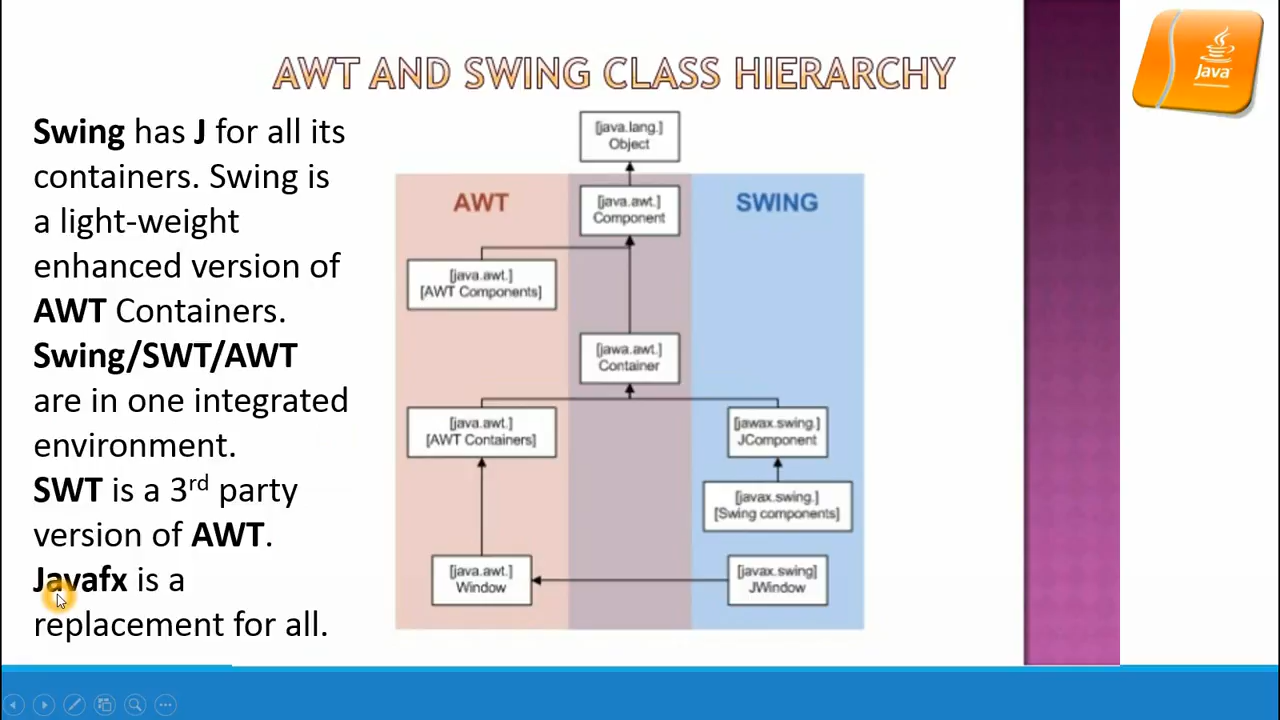 AWT AND SWING CLASS HIERARCHY
Java
Swing has J for all its
containers. Swing is
a light-weight
enhanced version of
AWT Containers.
Swing/SWT/AWT
are in one integrated
environment.
SWT is a 3rd party
version of AWT.
Javafx is a
replacement for all.
[java.lang.]
Object
AWT
[java.awt.]
Component
SWING
[java.awt.]
[AWT Components]
[jawa.awt.]
Container
[java.awt.]
[AWT Containers]
[jawax.swing.]
JComponent
[javax.swing.]
[Swing components]
[java.awt.]
Window
[javax.swing]
JWindow